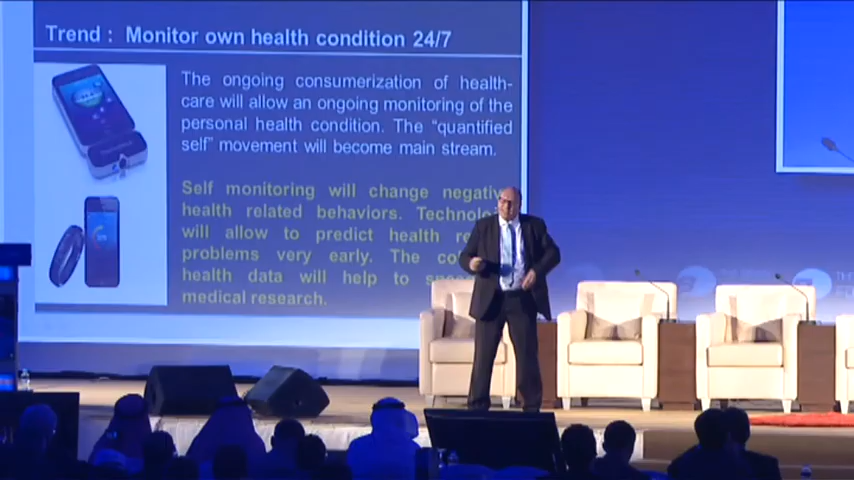 Trend : Monitor own health condition 24/7
The ongoing consumerization of health-
care will allow an ongoing monitoring of the
personal health condition. The “quantified
self” movement will become main stream.
Self monitoring will change
health related behaviors.
will allow to predict health
problems very early. The
health data will help to
medical research.